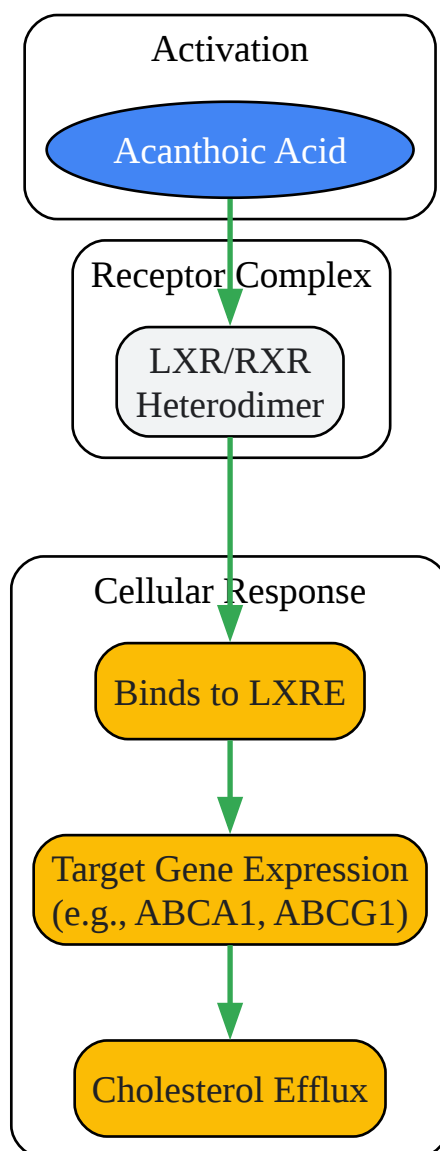 Activation
Acanthoic Acid
Receptor Complex
LXR/RXR
Heterodimer
Cellular Response
Binds to LXRE
Target Gene Expression
(e.g., ABCA1, ABCG1)
Cholesterol Efflux